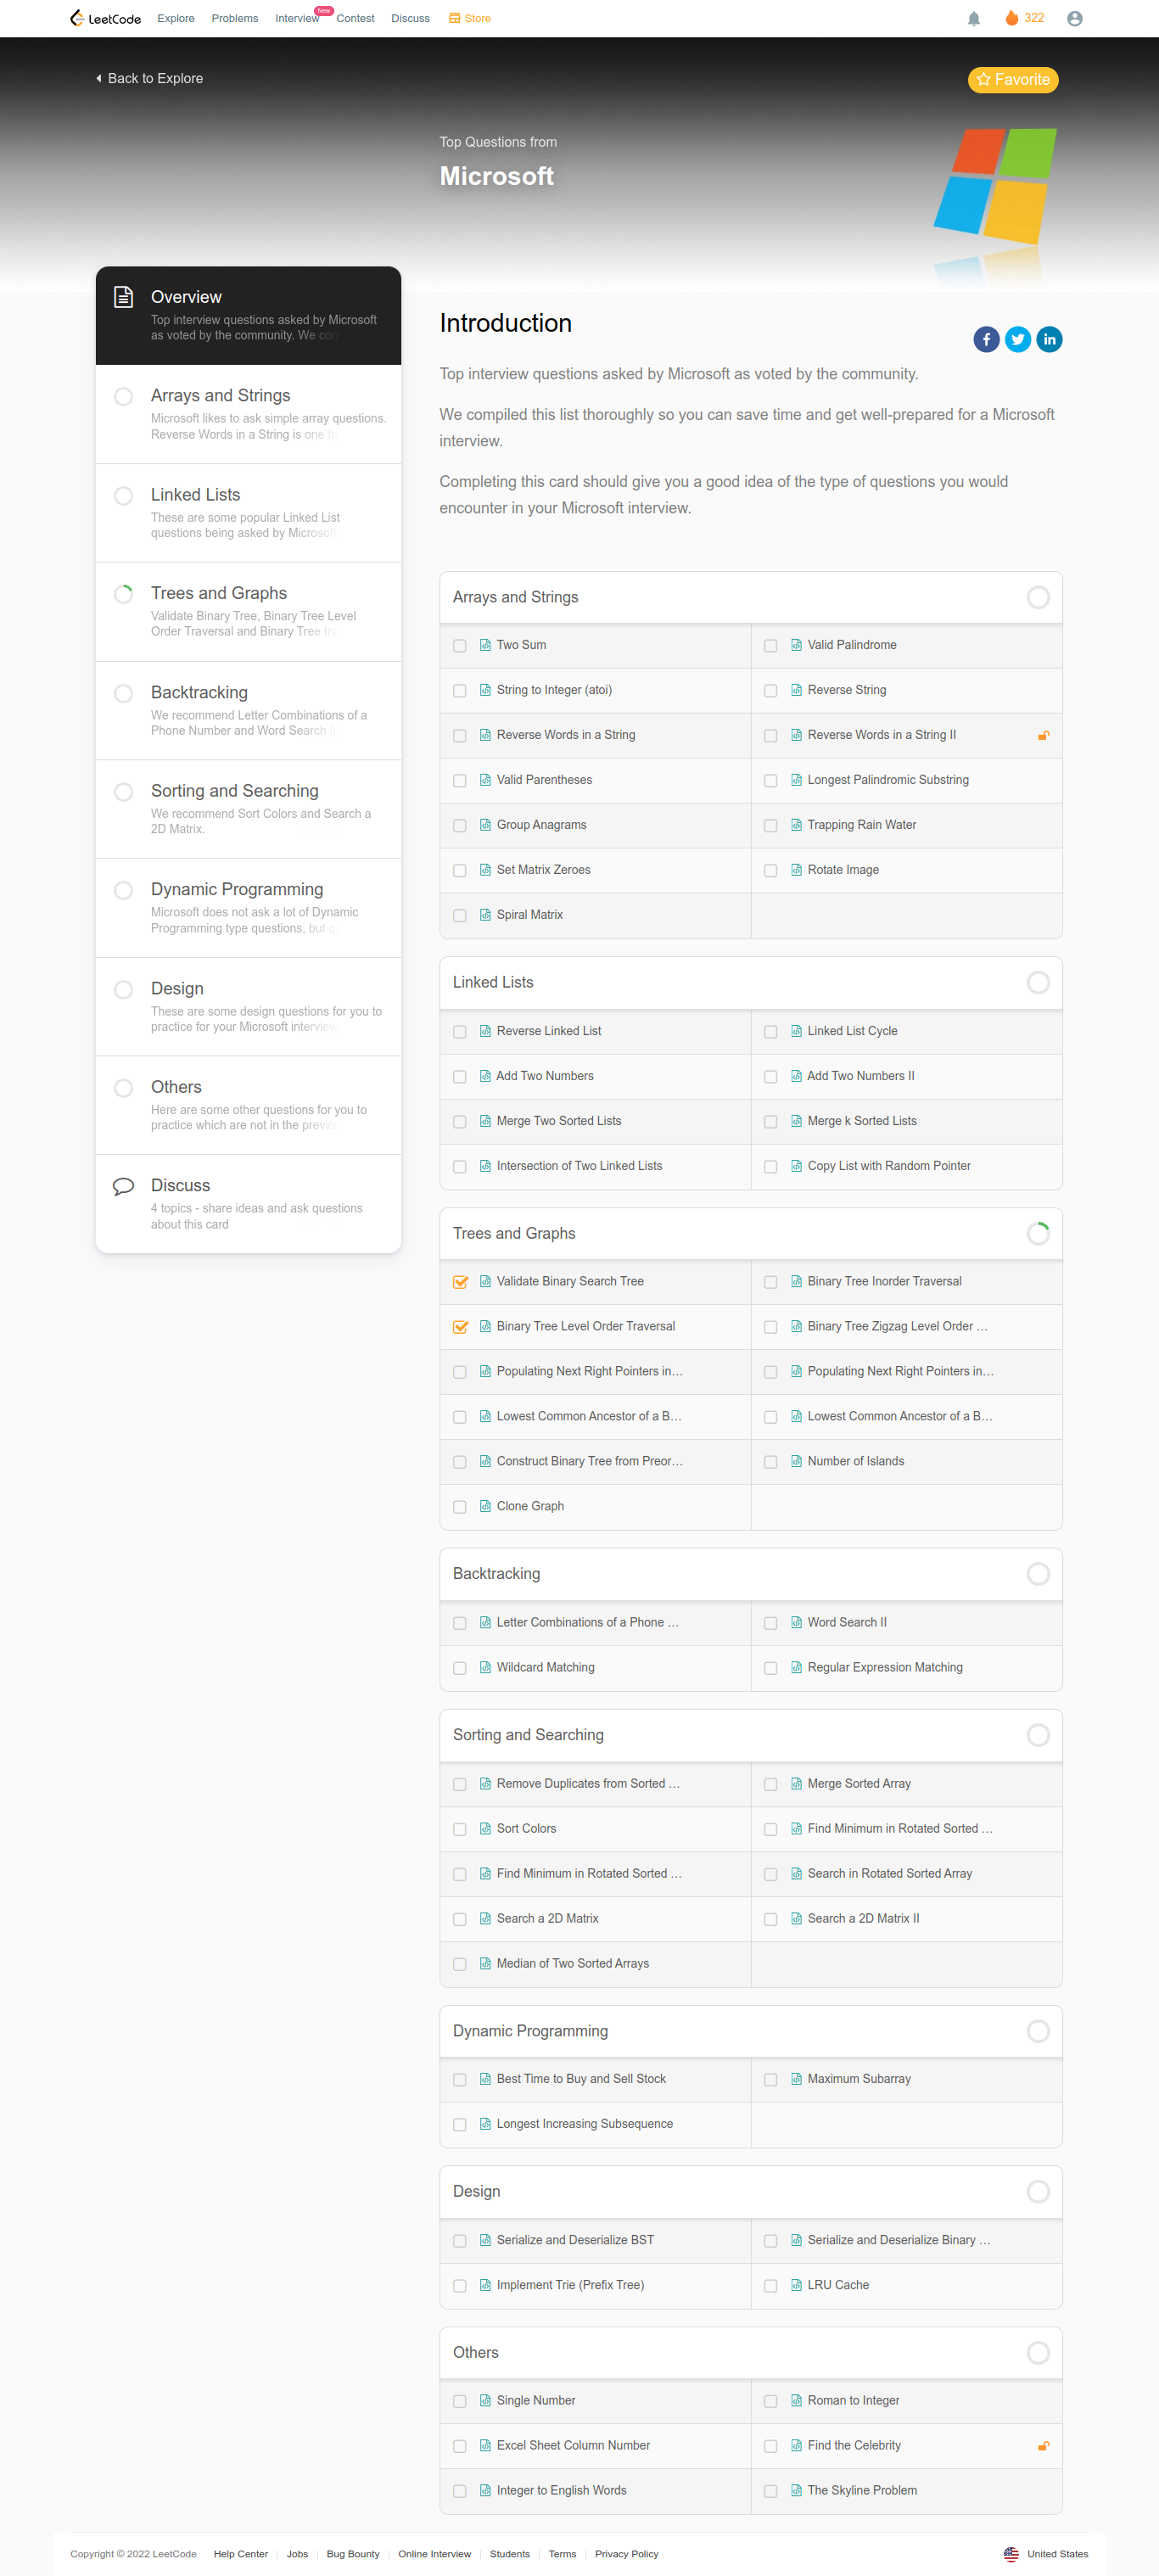 LeetCode
Explore
Problems
Interview
New
Contest
Discuss
Store
322
Back to Explore
Favorite
Top Questions from
Microsoft
Overview
Top interview questions asked by Microsoft
as voted by the community. We com
Arrays and Strings
Microsoft likes to ask simple array questions.
Reverse Words in a String is one th
Linked Lists
These are some popular Linked List
questions being asked by Microsoft
Trees and Graphs
Validate Binary Tree, Binary Tree Level
Order Traversal and Binary Tree Ino
Backtracking
We recommend Letter Combinations of a
Phone Number and Word Search II
Sorting and Searching
We recommend Sort Colors and Search a
2D Matrix.
Dynamic Programming
Microsoft does not ask a lot of Dynamic
Programming type questions, but
Design
These are some design questions for you to
practice for your Microsoft interview.
Others
Here are some other questions for you to
practice which are not in the previo
Discuss
4 topics - share ideas and ask questions
about this card
Introduction
Top interview questions asked by Microsoft as voted by the community.
We compiled this list thoroughly so you can save time and get well-prepared for a Microsoft
interview.
Completing this card should give you a good idea of the type of questions you would
encounter in your Microsoft interview.
Arrays and Strings
Two Sum
Valid Palindrome
String to Integer (atoi)
Reverse String
Reverse Words in a String
Reverse Words in a String II
Valid Parentheses
Longest Palindromic Substring
Group Anagrams
Trapping Rain Water
Set Matrix Zeroes
Rotate Image
Spiral Matrix
Linked Lists
Reverse Linked List
Linked List Cycle
Add Two Numbers
Add Two Numbers II
Merge Two Sorted Lists
Merge k Sorted Lists
Intersection of Two Linked Lists
Copy List with Random Pointer
Trees and Graphs
Validate Binary Search Tree
Binary Tree Inorder Traversal
Binary Tree Level Order Traversal
Binary Tree Zigzag Level Order ...
Populating Next Right Pointers in...
Populating Next Right Pointers in...
Lowest Common Ancestor of a B...
Lowest Common Ancestor of a B...
Construct Binary Tree from Preor...
Number of Islands
Clone Graph
Backtracking
Letter Combinations of a Phone ...
Word Search II
Wildcard Matching
Regular Expression Matching
Sorting and Searching
Remove Duplicates from Sorted ...
Merge Sorted Array
Sort Colors
Find Minimum in Rotated Sorted ...
Find Minimum in Rotated Sorted ...
Search in Rotated Sorted Array
Search a 2D Matrix
Search a 2D Matrix II
Median of Two Sorted Arrays
Dynamic Programming
Best Time to Buy and Sell Stock
Maximum Subarray
Longest Increasing Subsequence
Design
Serialize and Deserialize BST
Serialize and Deserialize Binary ...
Implement Trie (Prefix Tree)
LRU Cache
Others
Single Number
Roman to Integer
Excel Sheet Column Number
Find the Celebrity
Integer to English Words
The Skyline Problem
Copyright © 2022 LeetCode
Help Center
Jobs
Bug Bounty
Online Interview
Students
Terms
Privacy Policy
United States